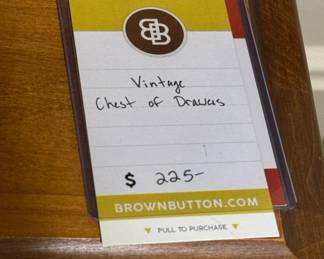 BB
Vintage
Chest of Drawers
$ 225-
BROWNBUTTON.COM
PULL TO PURCHASE